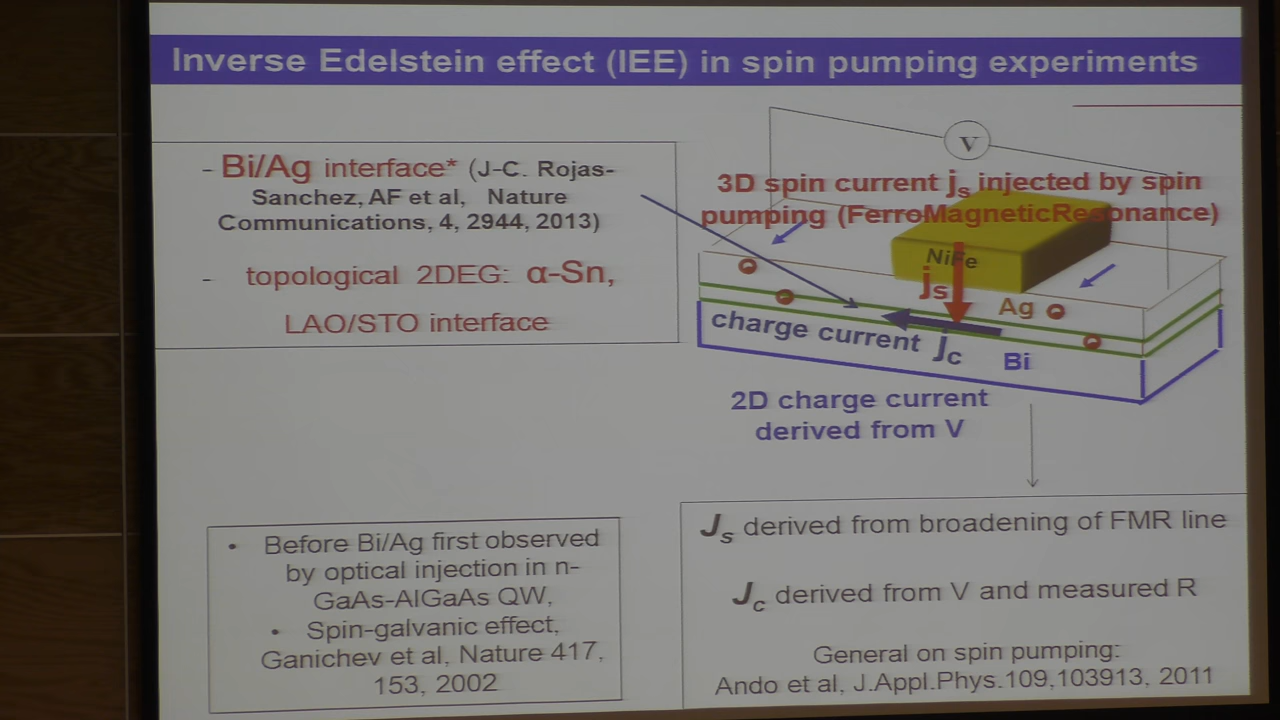 Inverse Edelstein effect (IEE) in spin pumping experiments
- Bi/Ag interface* (J-C. Rojas-
Sanchez, AF et al, Nature
Communications, 4, 2944, 2013)
- topological 2DEG: α-Sn,
LAO/STO interface
V
3D spin current js injected by spin
pumping (FerroMagneticResonance)
NiFe
js
Ag
charge current Jc
Bi
2D charge current
derived from V
• Before Bi/Ag first observed
by optical injection in n-
GaAs-AlGaAs QW,
• Spin-galvanic effect,
Ganichev et al, Nature 417,
153, 2002
Js derived from broadening of FMR line
Jc derived from V and measured R
General on spin pumping:
Ando et al, J.Appl.Phys.109,103913, 2011